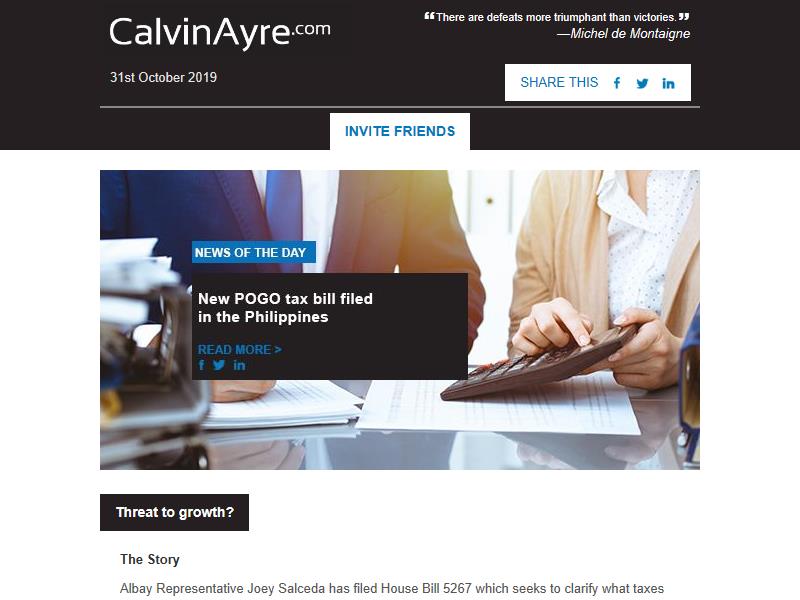 CalvinAyre.com
“There are defeats more triumphant than victories.”
—Michel de Montaigne
31st October 2019
SHARE THIS
INVITE FRIENDS
NEWS OF THE DAY
New POGO tax bill filed
in the Philippines
READ MORE >
Threat to growth?
The Story
Albay Representative Joey Salceda has filed House Bill 5267 which seeks to clarify what taxes